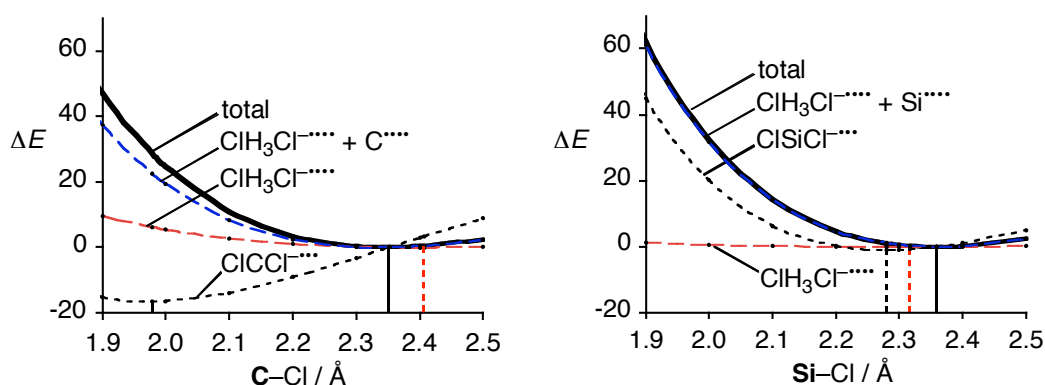 60
40
ΔE
20
0
-20
total
ClH₃Cl⁻••••• + C•••••
ClH₃Cl⁻•••••
ClCCl⁻••••
1.9 2.0 2.1 2.2 2.3 2.4 2.5
C–Cl / Å
60
40
ΔE
20
0
-20
total
ClH₃Cl⁻••••• + Si•••••
ClSiCl⁻••••
ClH₃Cl⁻•••••
1.9 2.0 2.1 2.2 2.3 2.4 2.5
Si–Cl / Å